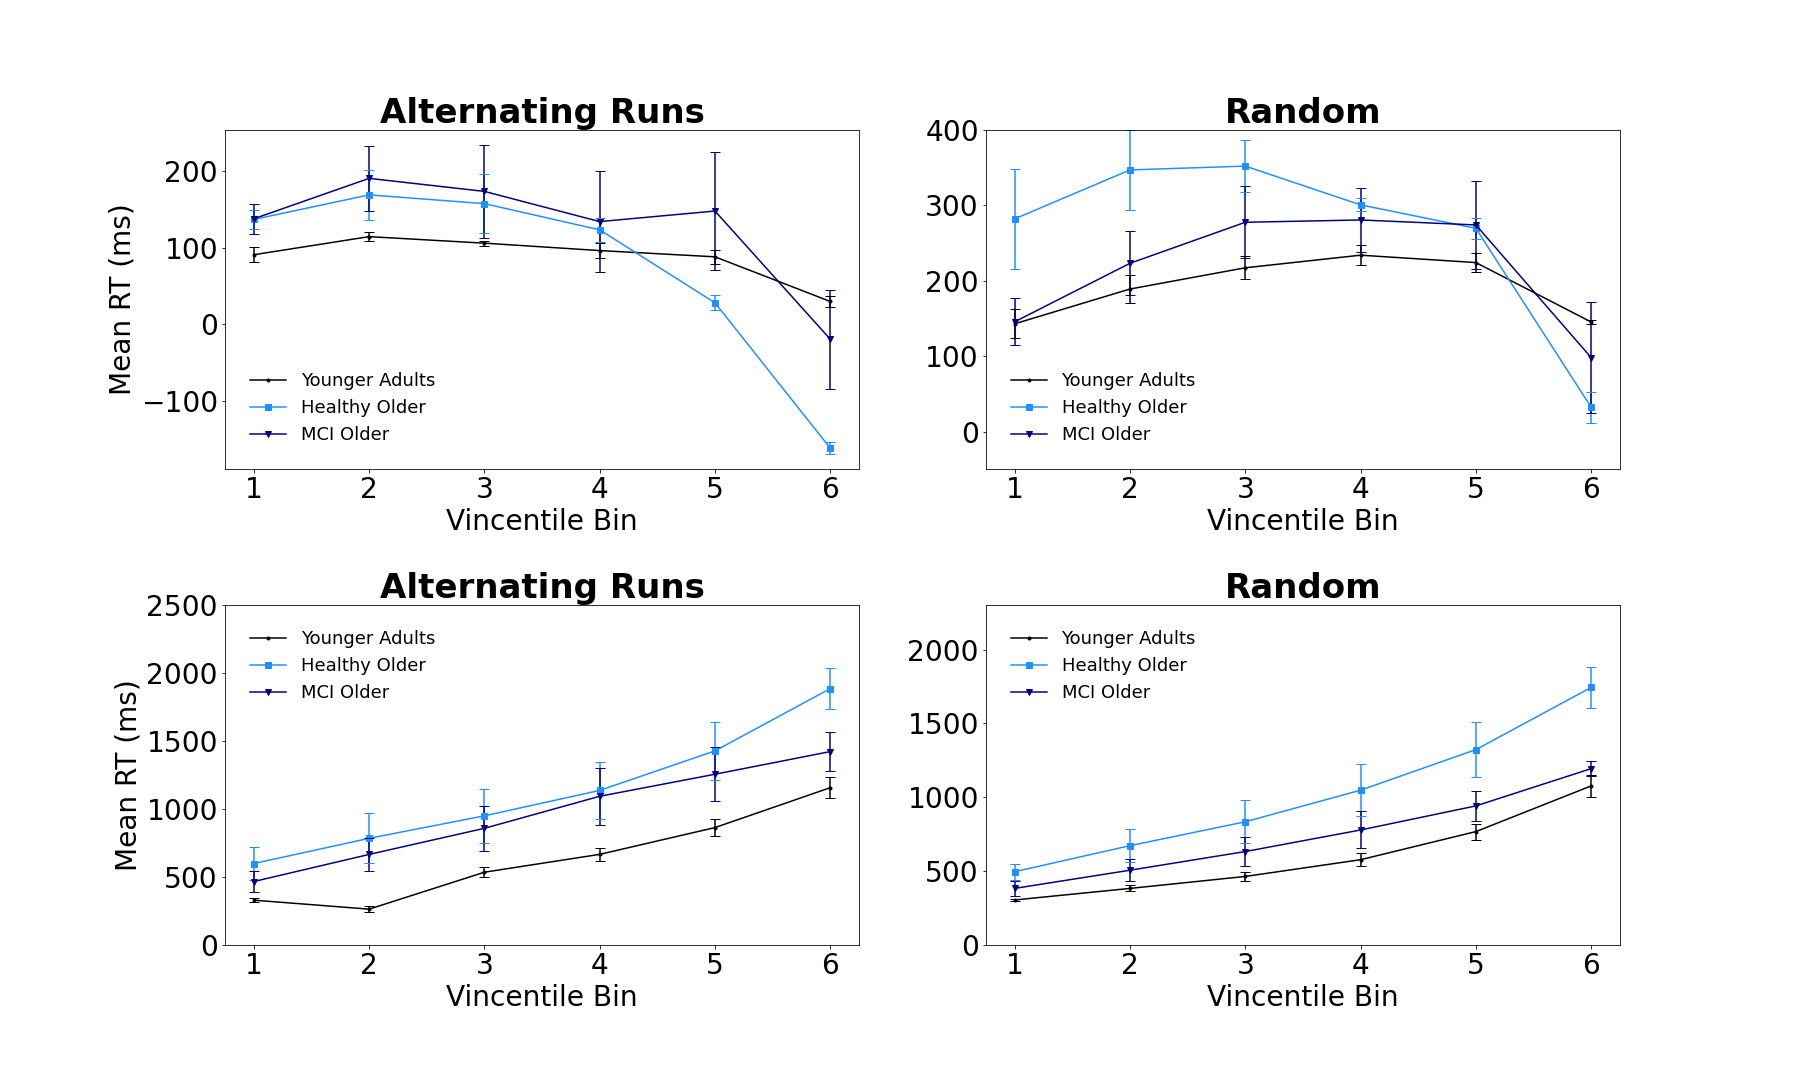 Alternating Runs
Mean RT (ms)
200
100
0
−100
Younger Adults
Healthy Older
MCI Older
1 2 3 4 5 6
Vincentile Bin
Random
400
300
200
100
0
Younger Adults
Healthy Older
MCI Older
1 2 3 4 5 6
Vincentile Bin
Alternating Runs
Mean RT (ms)
2500
2000
1500
1000
500
0
Younger Adults
Healthy Older
MCI Older
1 2 3 4 5 6
Vincentile Bin
Random
2000
1500
1000
500
0
Younger Adults
Healthy Older
MCI Older
1 2 3 4 5 6
Vincentile Bin